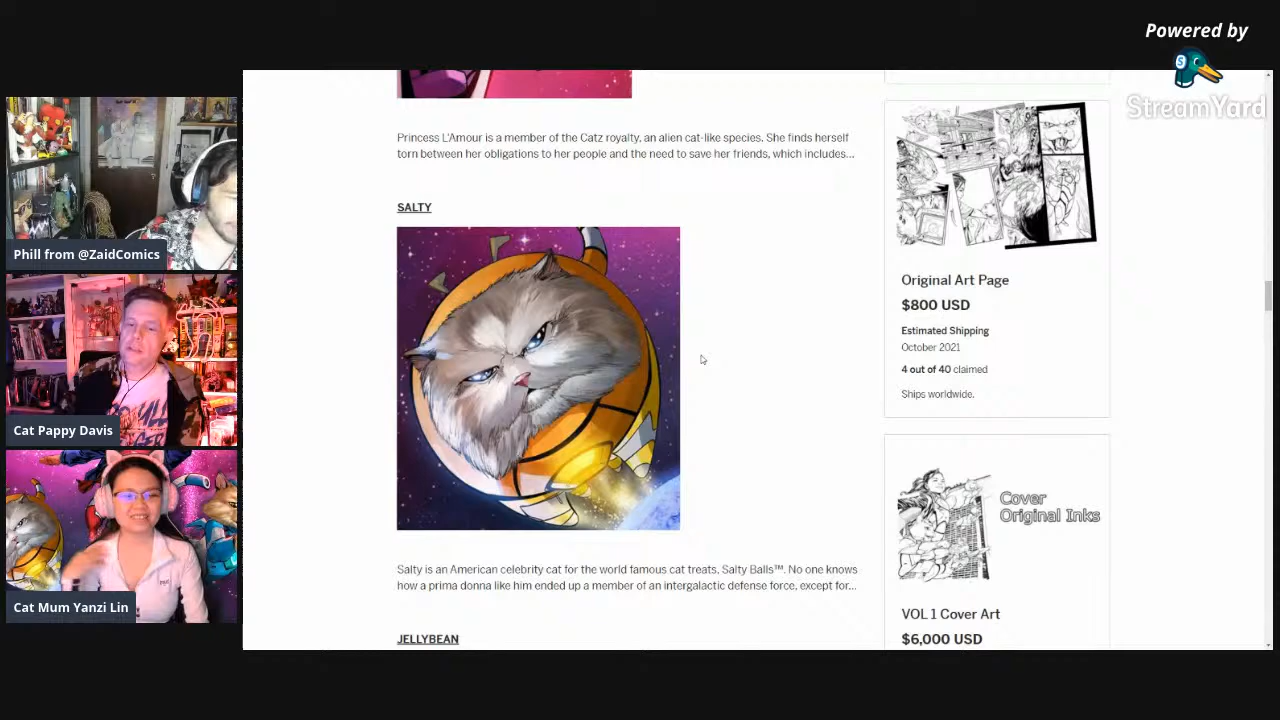 Powered by
StreamYard
Phill from @ZaidComics
Cat Pappy Davis
Cat Mum Yanzi Lin
Princess L'Amour is a member of the Catz royalty, an alien cat-like species. She finds herself
torn between her obligations to her people and the need to save her friends, which includes...
SALTY
Salty is an American celebrity cat for the world famous cat treats, Salty Balls™. No one knows
how a prima donna like him ended up a member of an intergalactic defense force, except for...
JELLYBEAN
Original Art Page
$800 USD
Estimated Shipping
October 2021
4 out of 40 claimed
Ships worldwide.
Cover
Original Inks
VOL 1 Cover Art
$6,000 USD